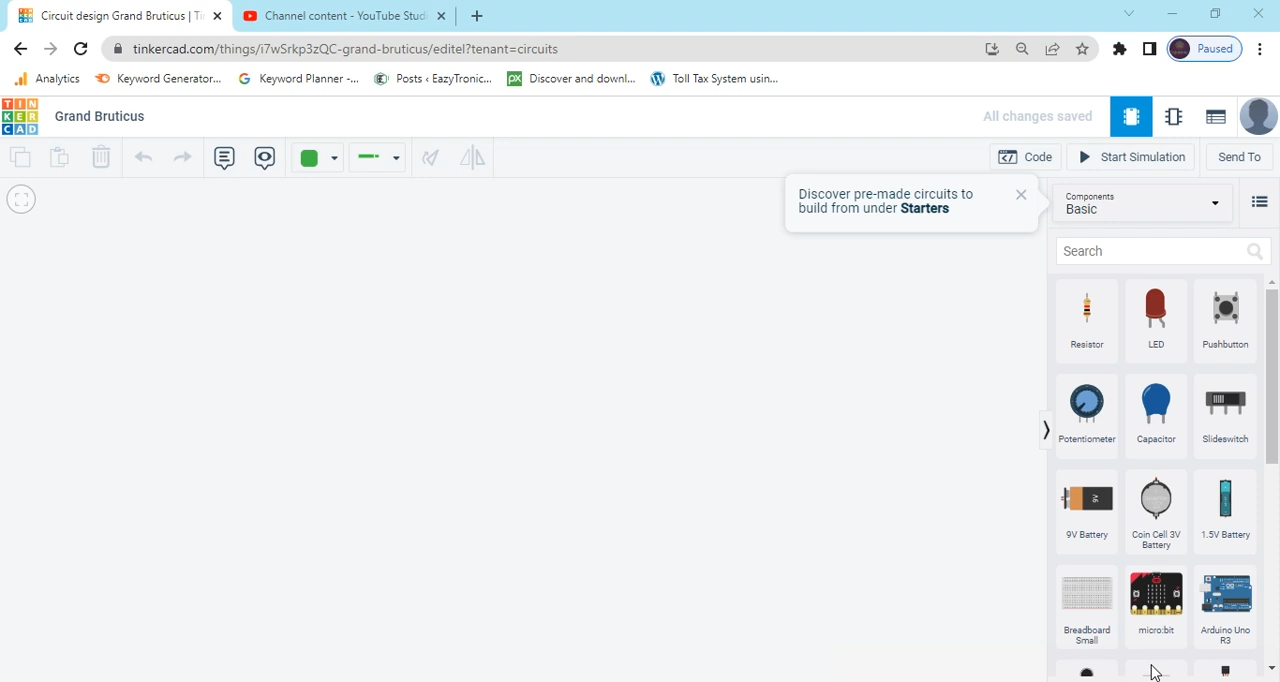 Circuit design Grand Bruticus | Ti
Channel content - YouTube Studi
tinkercad.com/things/i7wSrkp3zQC-grand-bruticus/editel?tenant=circuits
Paused
Analytics
Keyword Generator...
Keyword Planner -...
Posts ‹ Eazytronic...
Discover and downl...
Toll Tax System usin...
TIN
KER
CAD
Grand Bruticus
All changes saved
Code
Start Simulation
Send To
Discover pre-made circuits to
build from under Starters
Components
Basic
Search
Resistor
LED
Pushbutton
Potentiometer
Capacitor
Slideswitch
9V
9V Battery
Coin Cell 3V
Battery
1.5V Battery
Breadboard
Small
micro:bit
Arduino Uno
R3